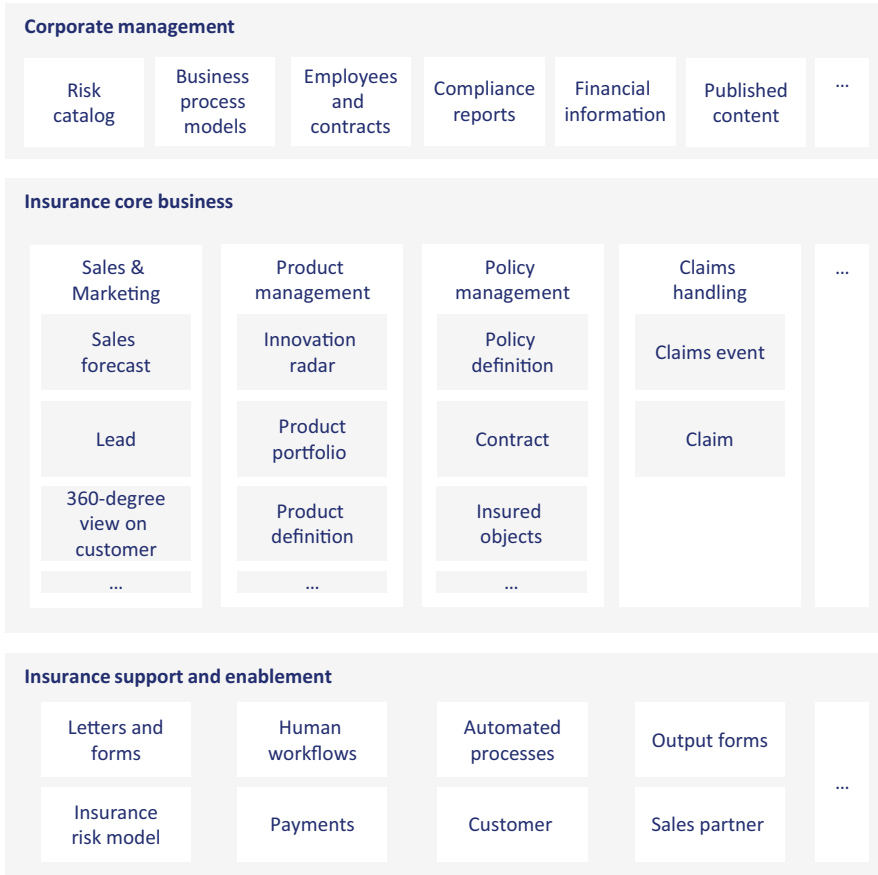 Corporate management
Risk
catalog
Business
process
models
Employees
and
contracts
Compliance
reports
Financial
information
Published
content
...
Insurance core business
Sales &
Marketing
Sales
forecast
Lead
360-degree
view on
customer
...
Product
management
Innovation
radar
Product
portfolio
Product
definition
...
Policy
management
Policy
definition
Contract
Insured
objects
...
Claims
handling
Claims event
Claim
...
Insurance support and enablement
Letters and
forms
Human
workflows
Automated
processes
Output forms
Insurance
risk model
Payments
Customer
Sales partner
...